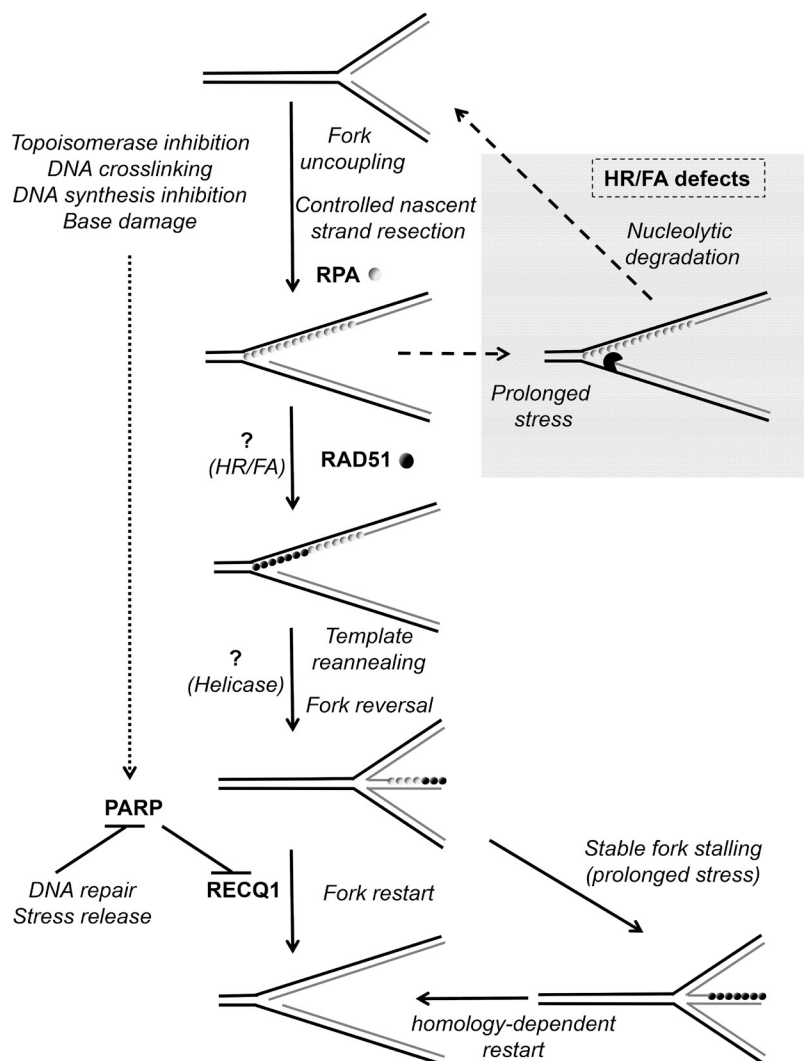 Topoisomerase inhibition
DNA crosslinking
DNA synthesis inhibition
Base damage
Fork
uncoupling
Controlled nascent
strand resection
RPA
HR/FA defects
Nucleolytic
degradation
Prolonged
stress
?
(HR/FA)
RAD51
?
(Helicase)
Template
reannealing
Fork reversal
PARP
DNA repair
Stress release
RECQ1
Fork restart
Stable fork stalling
(prolonged stress)
homology-dependent
restart